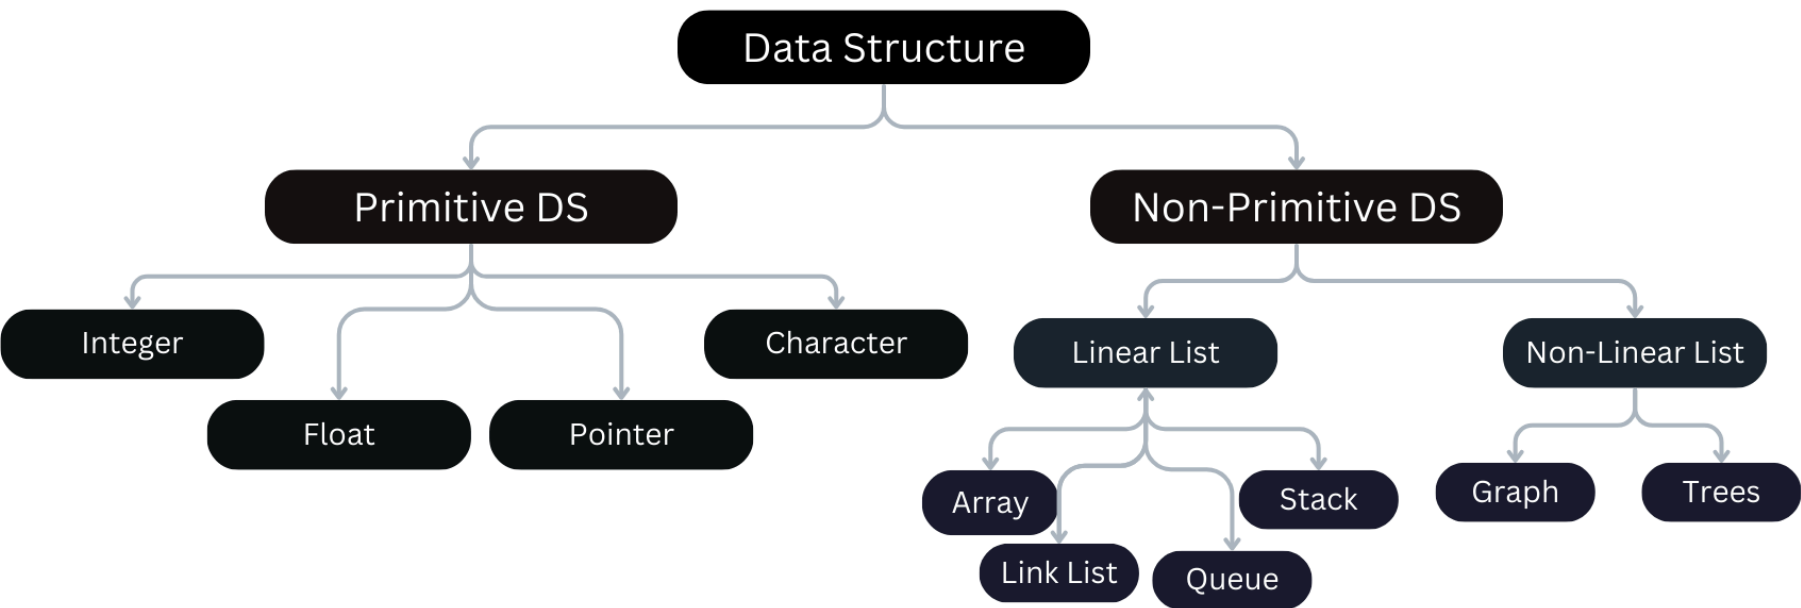 Data Structure
Primitive DS
Non-Primitive DS
Integer
Character
Float
Pointer
Linear List
Non-Linear List
Array
Stack
Link List
Queue
Graph
Trees